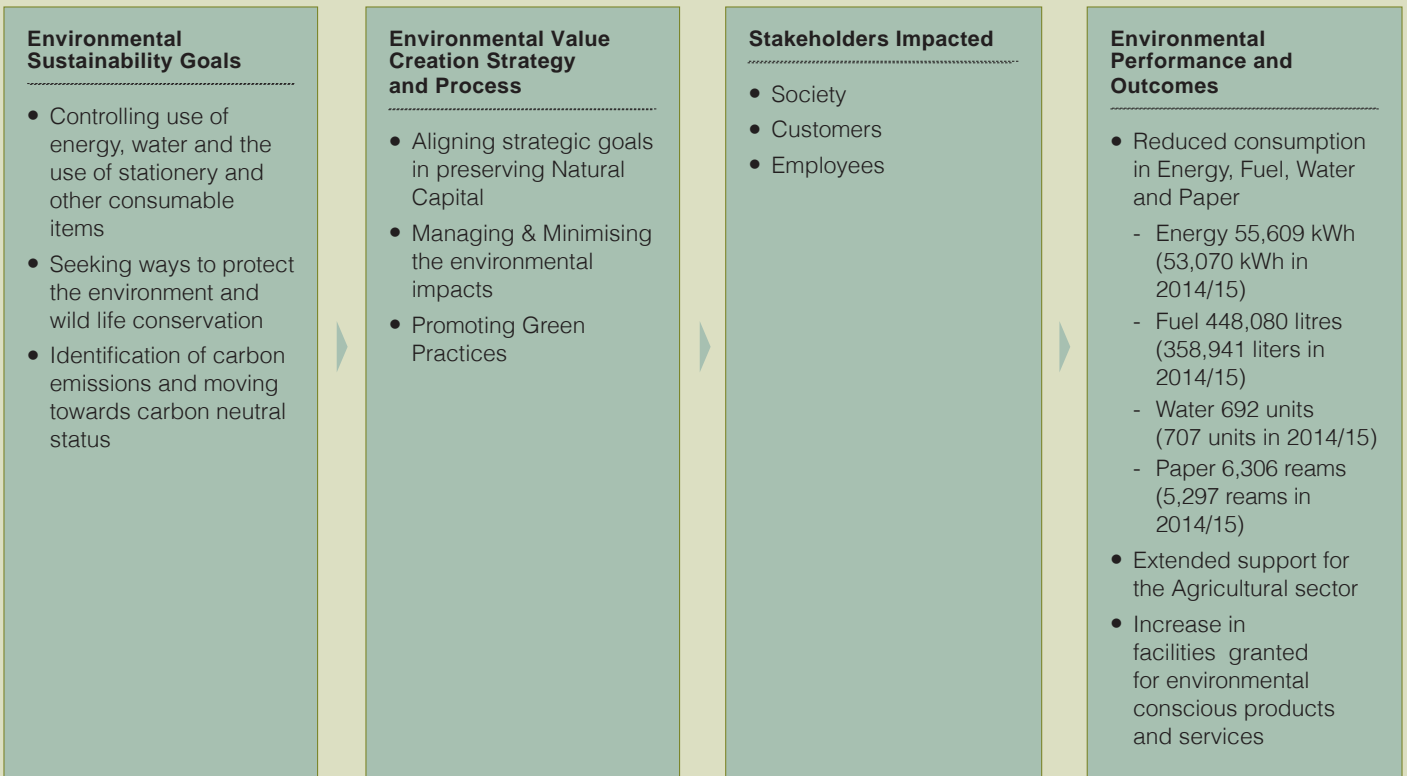 Environmental
Sustainability Goals
• Controlling use of
energy, water and the
use of stationery and
other consumable
items
• Seeking ways to protect
the environment and
wild life conservation
• Identification of carbon
emissions and moving
towards carbon neutral
status
Environmental Value
Creation Strategy
and Process
• Aligning strategic goals
in preserving Natural
Capital
• Managing & Minimising
the environmental
impacts
• Promoting Green
Practices
Stakeholders Impacted
• Society
• Customers
• Employees
Environmental
Performance and
Outcomes
• Reduced consumption
in Energy, Fuel, Water
and Paper
- Energy 55,609 kWh
(53,070 kWh in
2014/15)
- Fuel 448,080 litres
(358,941 liters in
2014/15)
- Water 692 units
(707 units in 2014/15)
- Paper 6,306 reams
(5,297 reams in
2014/15)
• Extended support for
the Agricultural sector
• Increase in
facilities granted
for environmental
conscious products
and services